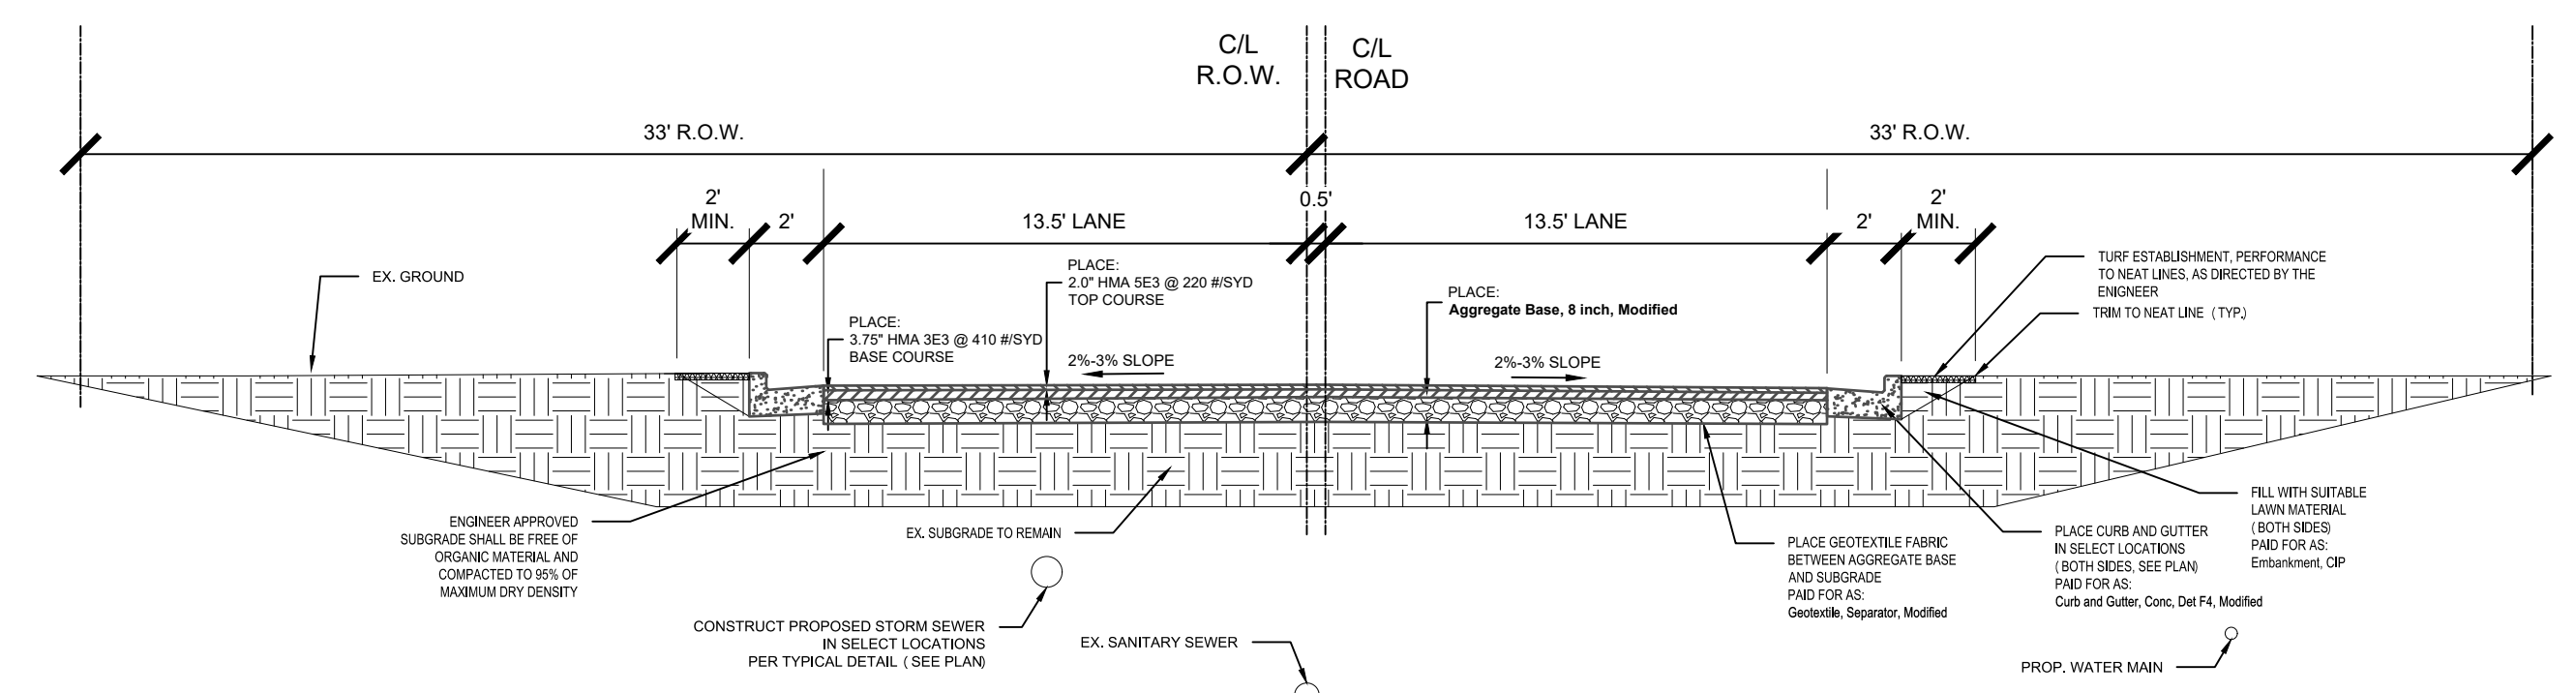 C/L
R.O.W.
C/L
ROAD
33' R.O.W.
33' R.O.W.
2'
MIN.
2'
13.5' LANE
0.5'
13.5' LANE
2'
2'
MIN.
EX. GROUND
PLACE:
2.0" HMA 5E3 @ 220 #/SYD
TOP COURSE
PLACE:
3.75" HMA 3E3 @ 410 #/SYD
BASE COURSE
2%-3% SLOPE
PLACE:
Aggregate Base, 8 inch, Modified
2%-3% SLOPE
TURF ESTABLISHMENT, PERFORMANCE
TO NEAT LINES, AS DIRECTED BY THE
ENIGNEER
TRIM TO NEAT LINE (TYP.)
ENGINEER APPROVED
SUBGRADE SHALL BE FREE OF
ORGANIC MATERIAL AND
COMPACTED TO 95% OF
MAXIMUM DRY DENSITY
EX. SUBGRADE TO REMAIN
CONSTRUCT PROPOSED STORM SEWER
IN SELECT LOCATIONS
PER TYPICAL DETAIL (SEE PLAN)
EX. SANITARY SEWER
PLACE GEOTEXTILE FABRIC
BETWEEN AGGREGATE BASE
AND SUBGRADE
PAID FOR AS:
Geotextile, Separator, Modified
PLACE CURB AND GUTTER
IN SELECT LOCATIONS
(BOTH SIDES, SEE PLAN)
PAID FOR AS:
Curb and Gutter, Conc, Det F4, Modified
FILL WITH SUITABLE
LAWN MATERIAL
(BOTH SIDES)
PAID FOR AS:
Embankment, CIP
PROP. WATER MAIN